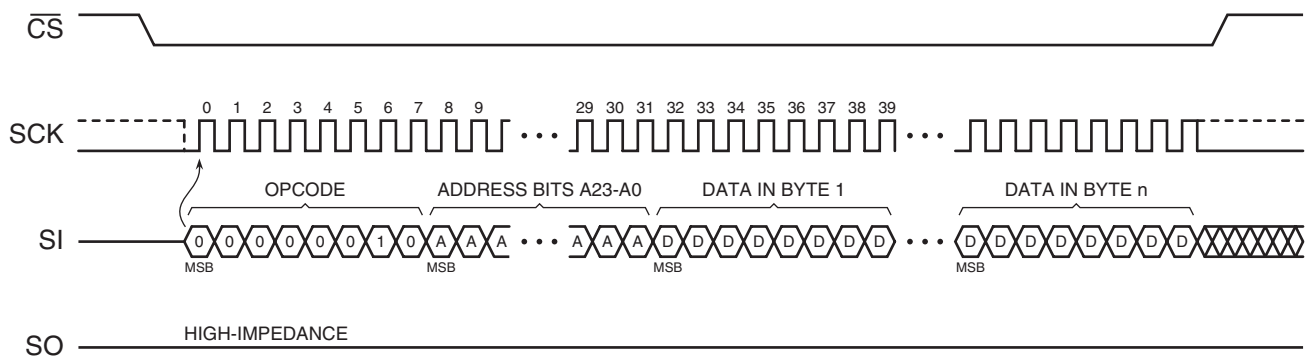 CS
0 1 2 3 4 5 6 7 8 9 29 30 31 32 33 34 35 36 37 38 39
SCK
OPCODE ADDRESS BITS A23-A0 DATA IN BYTE 1 DATA IN BYTE n
SI 0 0 0 0 0 0 1 0 A A A A A A D D D D D D D D D D D D D D D D
MSB MSB MSB MSB
HIGH-IMPEDANCE
SO